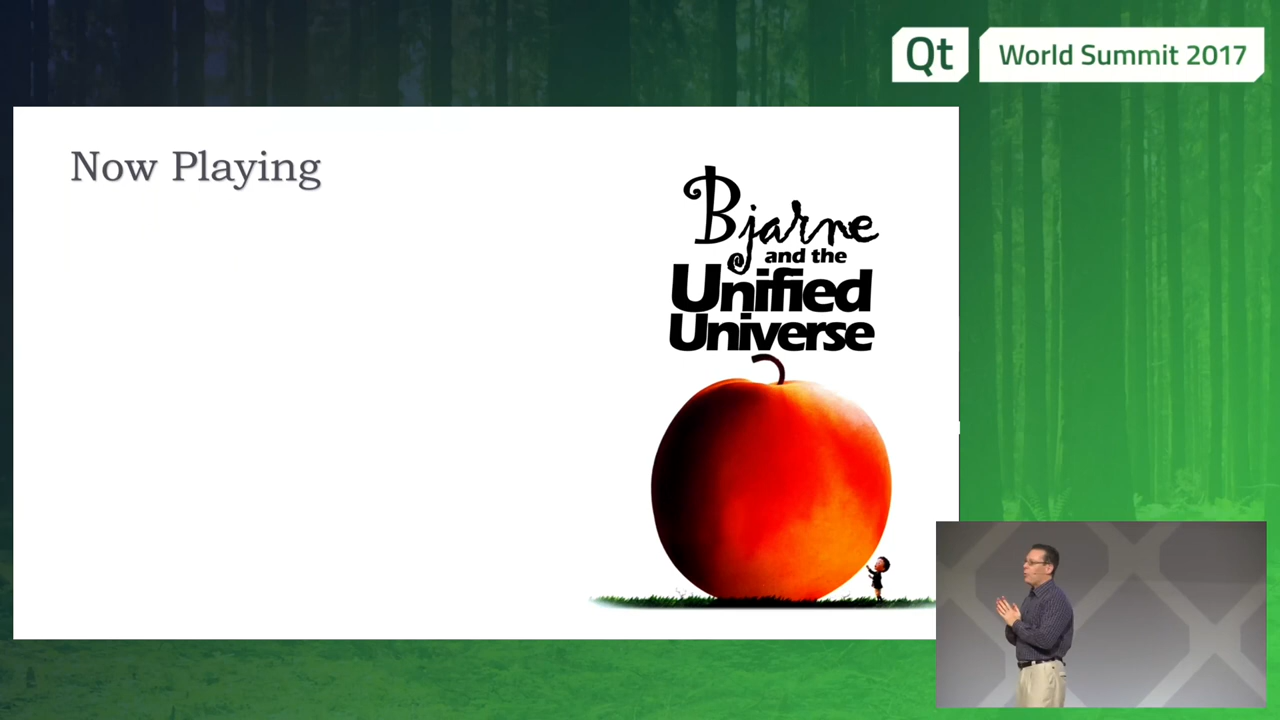 Qt
World Summit 2017
Now Playing
Bjarne
and the
Unified
Universe